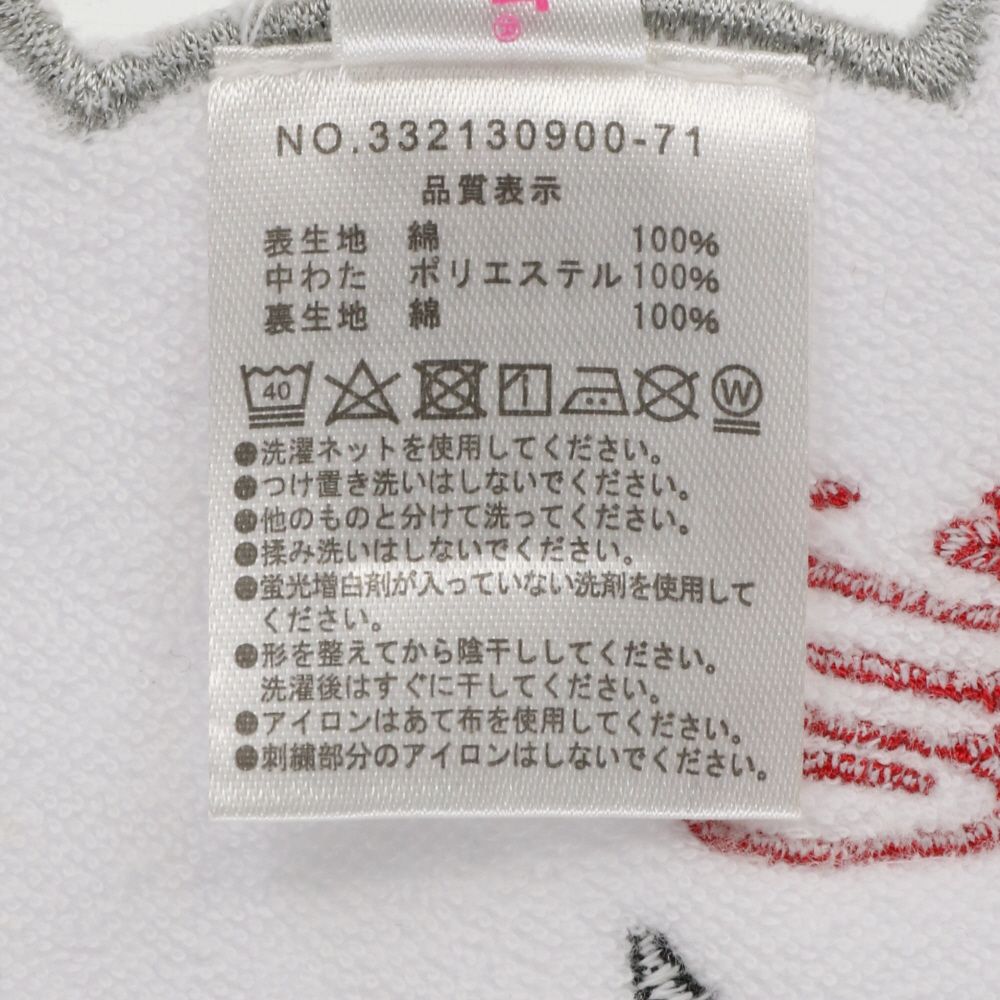 ®
NO.332130900-71
品質表示
表生地 綿 100%
中わた ポリエステル 100%
裏生地 綿 100%
40 W
●洗濯ネットを使用してください。
●つけ置き洗いはしないでください。
●他のものと分けて洗ってください。
●揉み洗いはしないでください。
●蛍光増白剤が入っていない洗剤を使用して
ください。
●形を整えてから陰干ししてください。
洗濯後はすぐに干してください。
●アイロンはあて布を使用してください。
●刺繍部分のアイロンはしないでください。